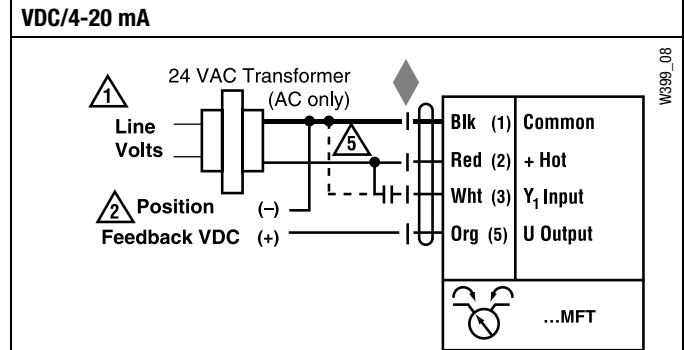 VDC/4-20 mA
W399_08
24 VAC Transformer
(AC only)
1
Line
Volts
5
Blk (1) Common
Red (2) + Hot
Wht (3) Y1 Input
Org (5) U Output
2 Position (–)
Feedback VDC (+)
...MFT